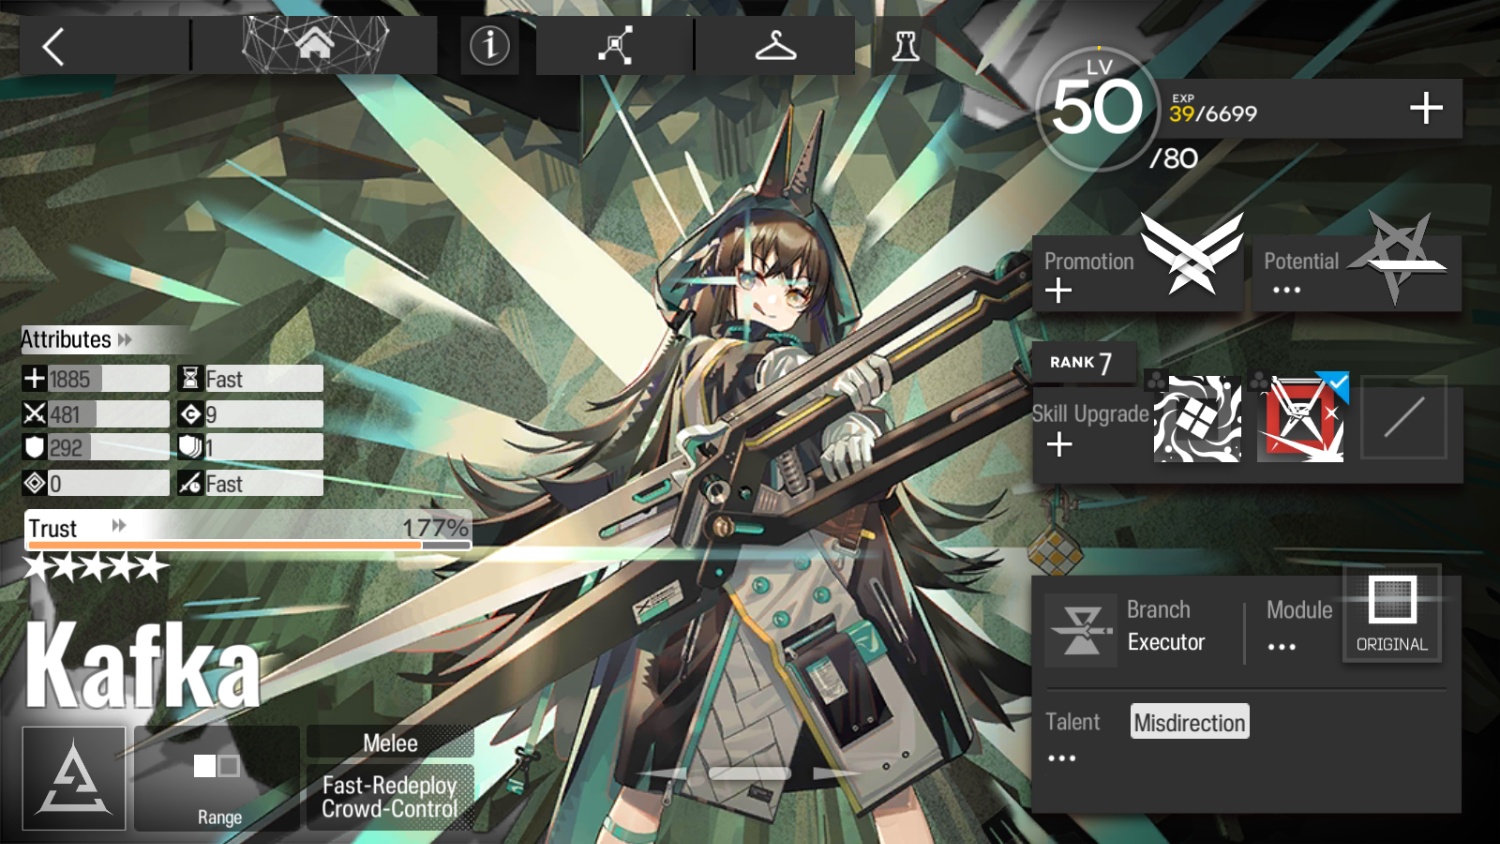 LV
50
/80
EXP
39/6699
Promotion
Potential
RANK 7
Skill Upgrade
Attributes
1885
Fast
481
9
292
1
0
Fast
Trust
177%
Kafka
Range
Melee
Fast-Redeploy
Crowd-Control
Branch
Executor
Module
ORIGINAL
Talent
Misdirection